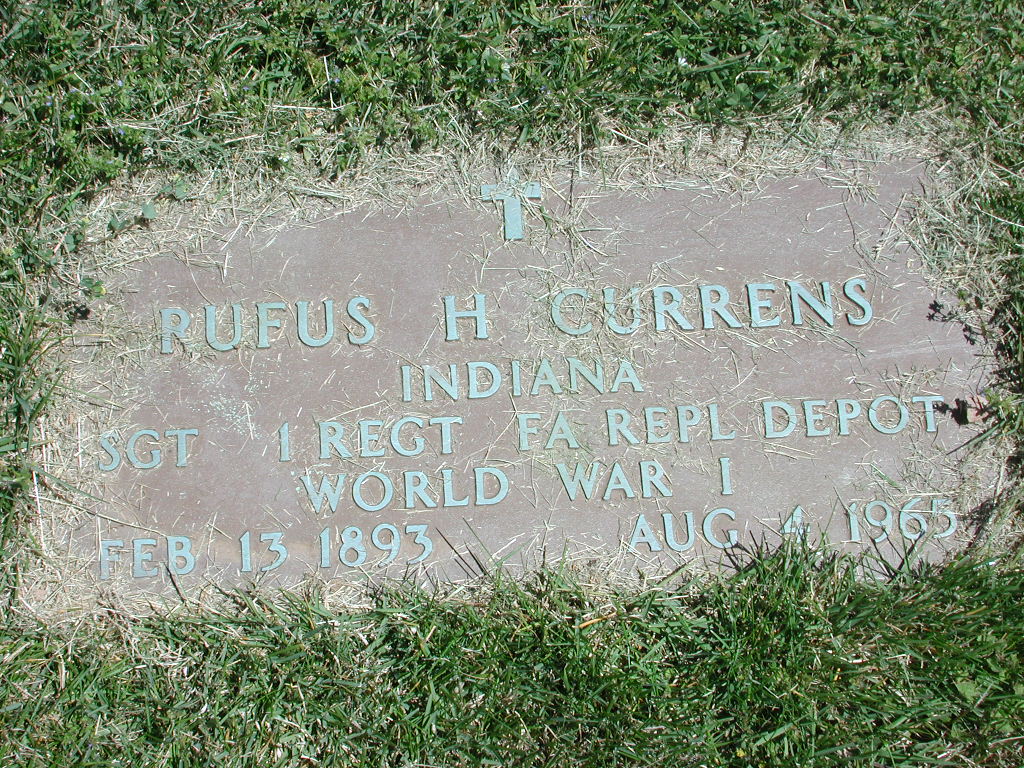 RUFUS H CURRENS
INDIANA
SGT 1 REGT FA REPL DEPOT
WORLD WAR I
FEB 13 1893 AUG 4 1965